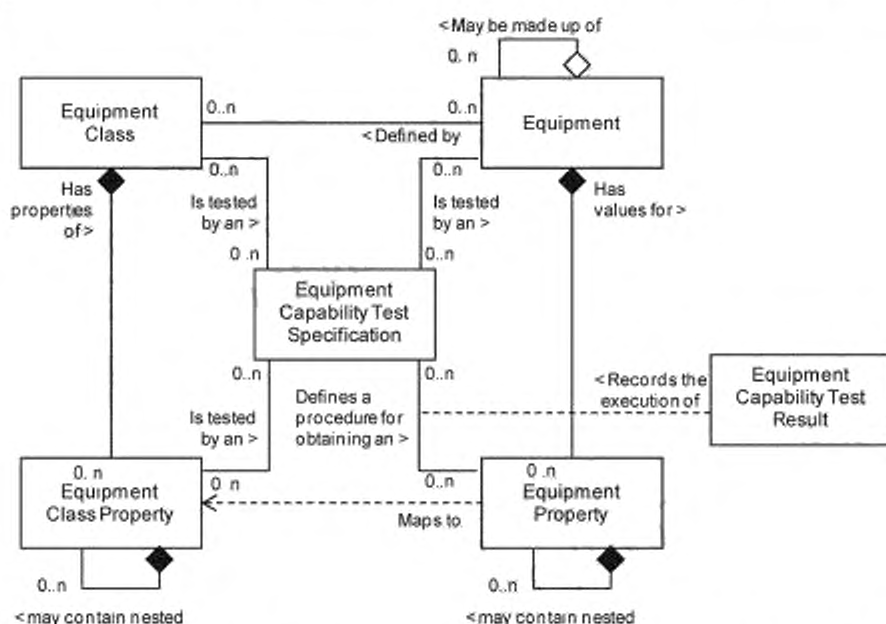 <May be made up of
0..n
Equipment
Class
0..n
0..n
Equipment
<Defined by
0..n
0..n
Has
properties
of>
Is tested
by an >
Is tested
by an >
Has
values for >
0..n
0..n
Equipment
Capability Test
Specification
0..n
0..n
<Records the
execution of
Equipment
Capability Test
Result
Defines a
procedure for
obtaining an >
Is tested
by an >
0..n
0..n
0..n
0..n
Equipment
Class Property
Equipment
Property
Maps to
0..n
0..n
<may contain nested
<may contain nested